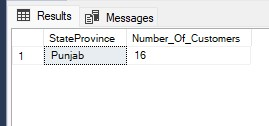 Results Messages
StateProvince Number_Of_Customers
1 Punjab 16